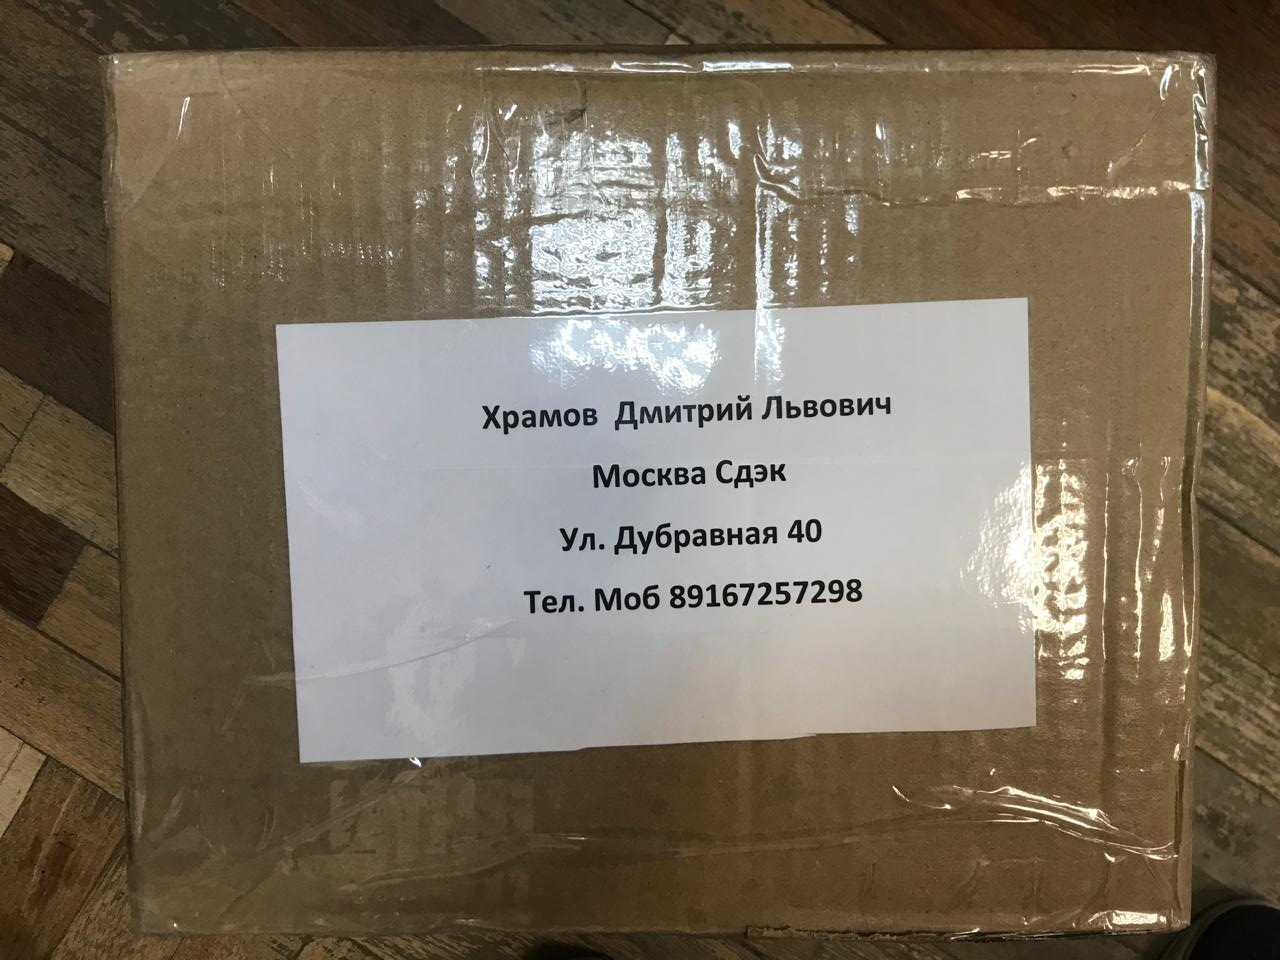 Храмов Дмитрий Львович
Москва Сдэк
Ул. Дубравная 40
Тел. Моб 89167257298